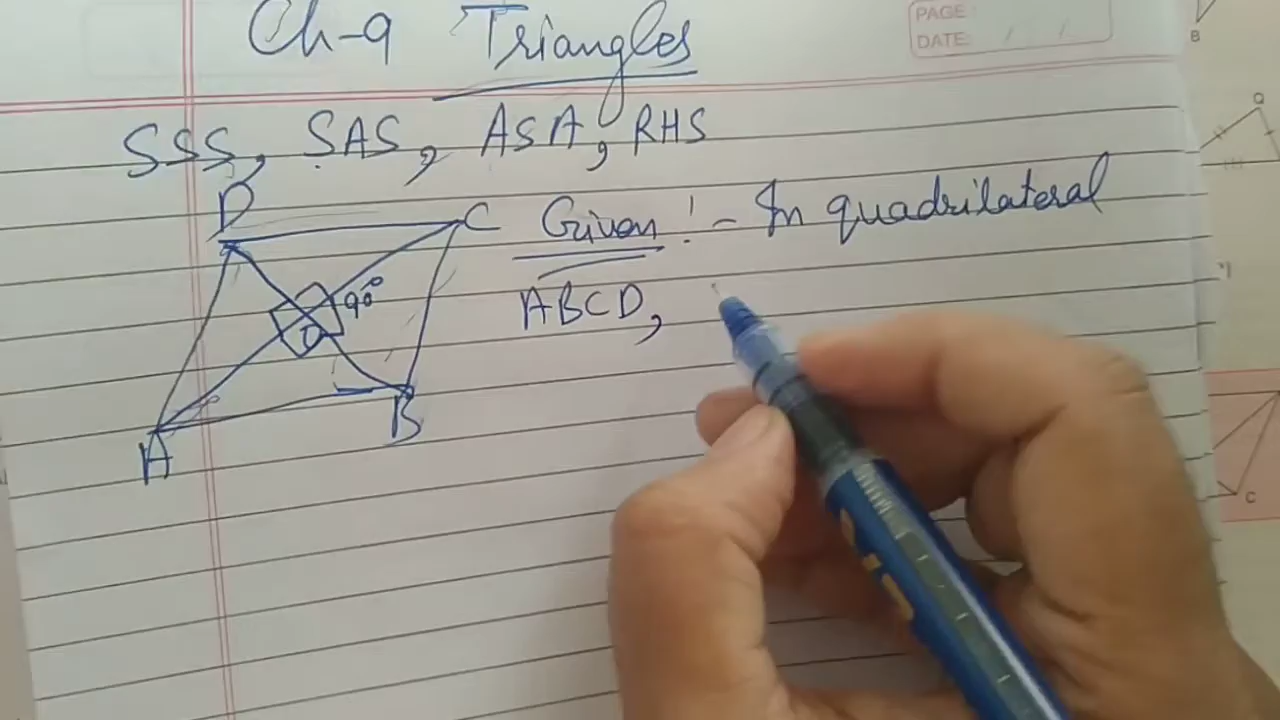 PAGE:
DATE: / /
Ch-9 Triangles
SSS, SAS, ASA, RHS
Given:- In quadrilateral
ABCD,
D
C
90°
O
A
B
B
Q
C